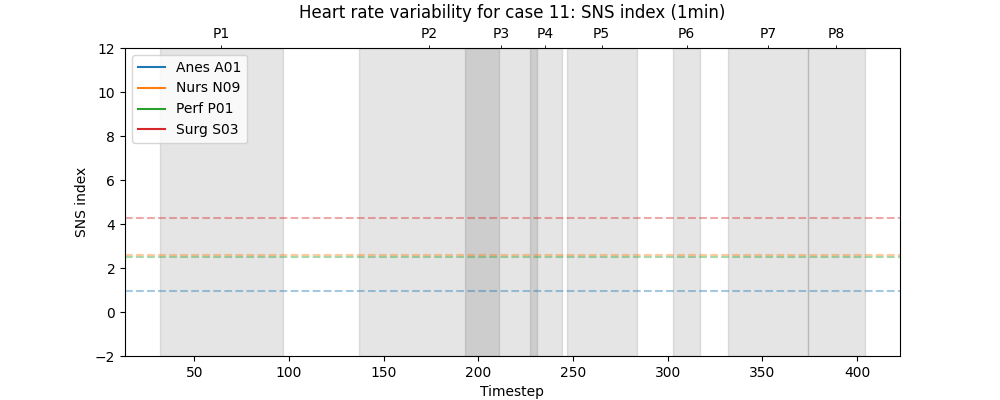 Heart rate variability for case 11: SNS index (1min)
P1 P2 P3 P4 P5 P6 P7 P8
12
10
8
6
4
2
0
−2
SNS index
Anes A01
Nurs N09
Perf P01
Surg S03
50 100 150 200 250 300 350 400
Timestep